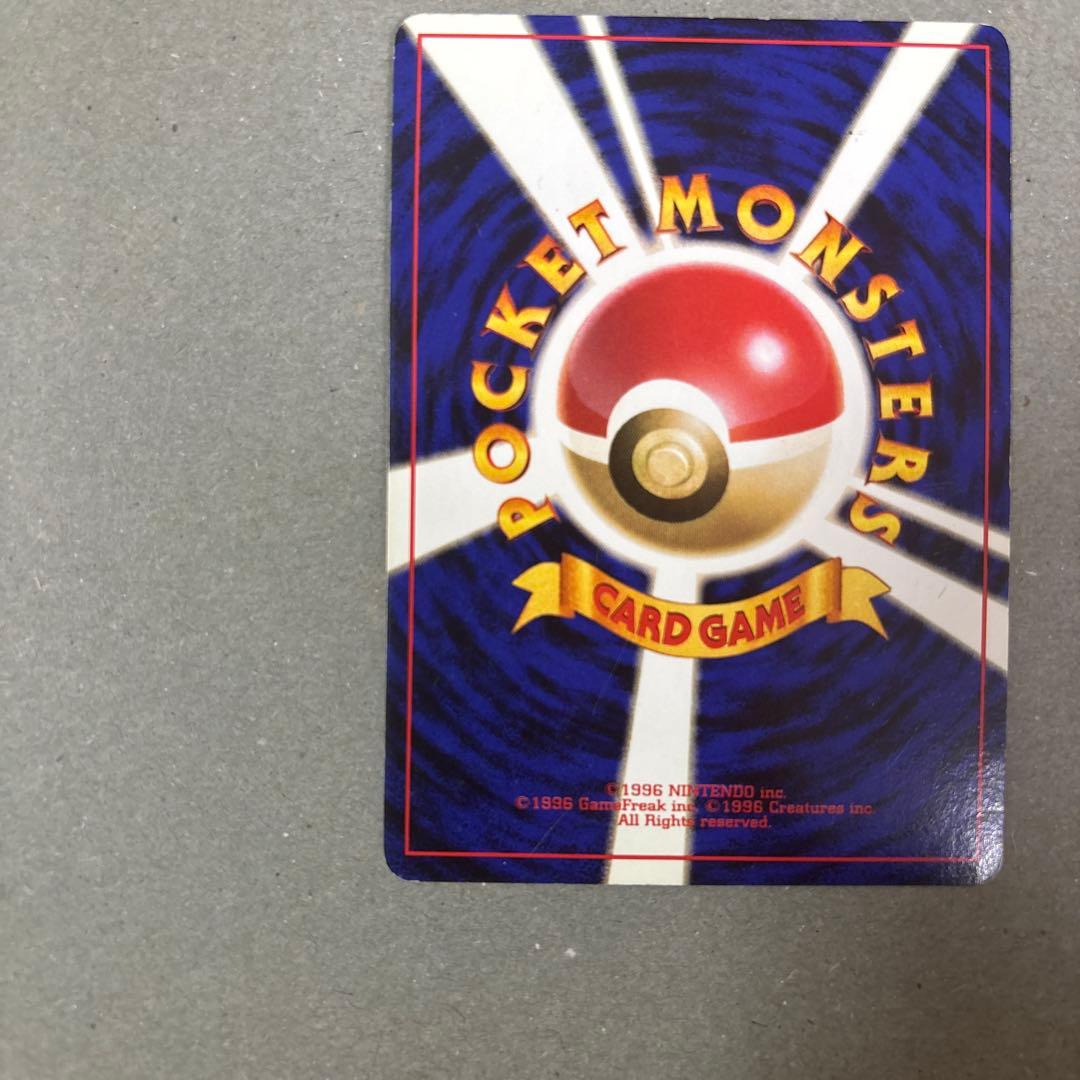 POCKET MONSTERS
CARD GAME
©1996 NINTENDO inc.
©1996 GameFreak inc. ©1996 Creatures inc.
All Rights reserved.